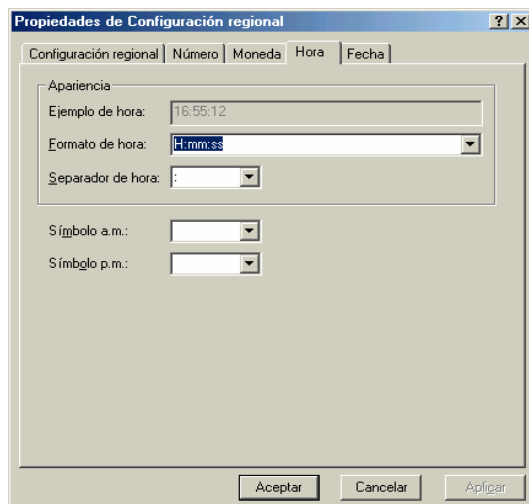 Propiedades de Configuración regional
Configuración regional Número Moneda Hora Fecha
Apariencia
Ejemplo de hora: 16:55:12
Formato de hora: H:mm:ss
Separador de hora: :
Símbolo a.m.:
Símbolo p.m.:
Aceptar Cancelar Aplicar